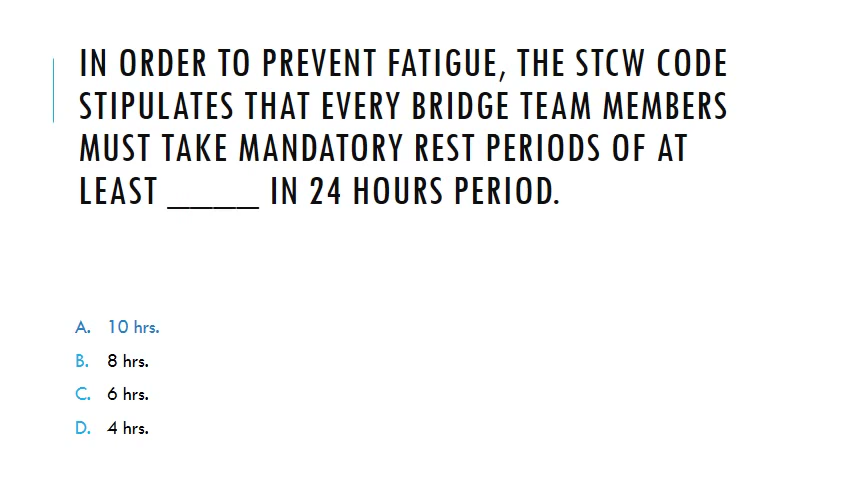 IN ORDER TO PREVENT FATIGUE, THE STCW CODE
STIPULATES THAT EVERY BRIDGE TEAM MEMBERS
MUST TAKE MANDATORY REST PERIODS OF AT
LEAST _____ IN 24 HOURS PERIOD.
A. 10 hrs.
B. 8 hrs.
C. 6 hrs.
D. 4 hrs.